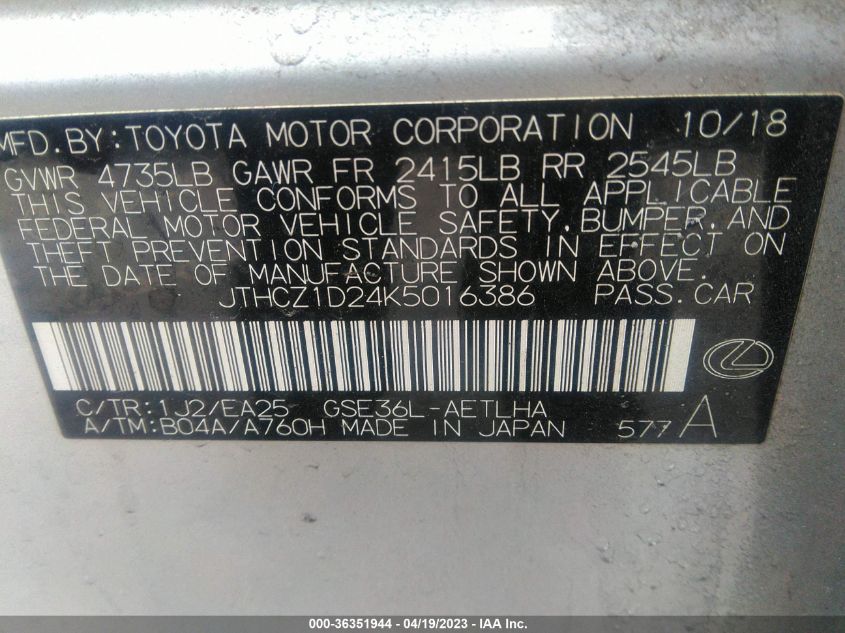 MFD.BY:TOYOTA MOTOR CORPORATION 10/18
GVWR 4735LB GAWR FR 2415LB RR 2545LB
THIS VEHICLE CONFORMS TO ALL APPLICABLE
FEDERAL MOTOR VEHICLE SAFETY,BUMPER,AND
THEFT PREVENTION STANDARDS IN EFFECT ON
THE DATE OF MANUFACTURE SHOWN ABOVE.
JTHCZ1D24K5016386 PASS.CAR
C/TR:1J2/EA25 GSE36L-AETLHA
A/TM:B04A/A760H MADE IN JAPAN 577 A
000-36351944 - 04/19/2023 - IAA Inc.